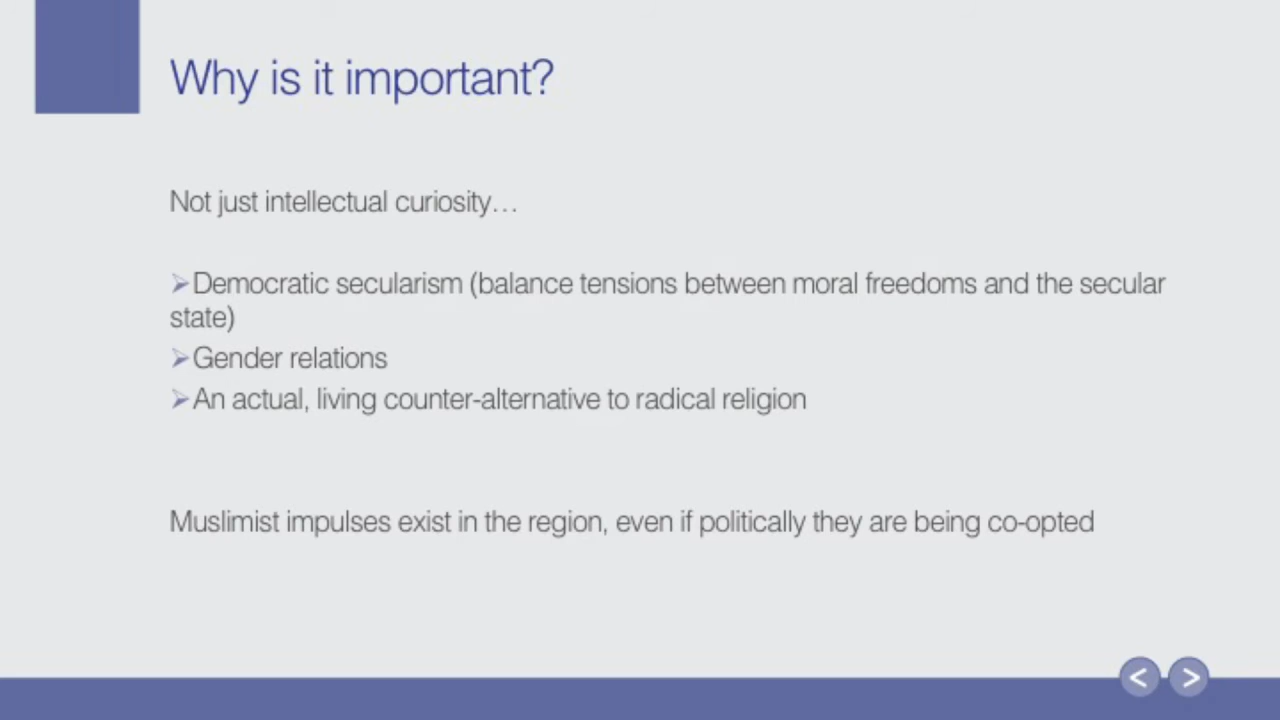 Why is it important?
Not just intellectual curiosity…
➢Democratic secularism (balance tensions between moral freedoms and the secular
state)
➢Gender relations
➢An actual, living counter-alternative to radical religion
Muslimist impulses exist in the region, even if politically they are being co-opted
< >